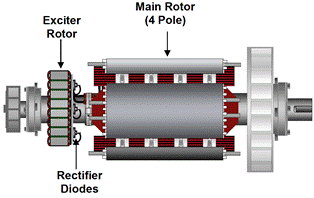 Main Rotor
(4 Pole)
Exciter
Rotor
Rectifier
Diodes